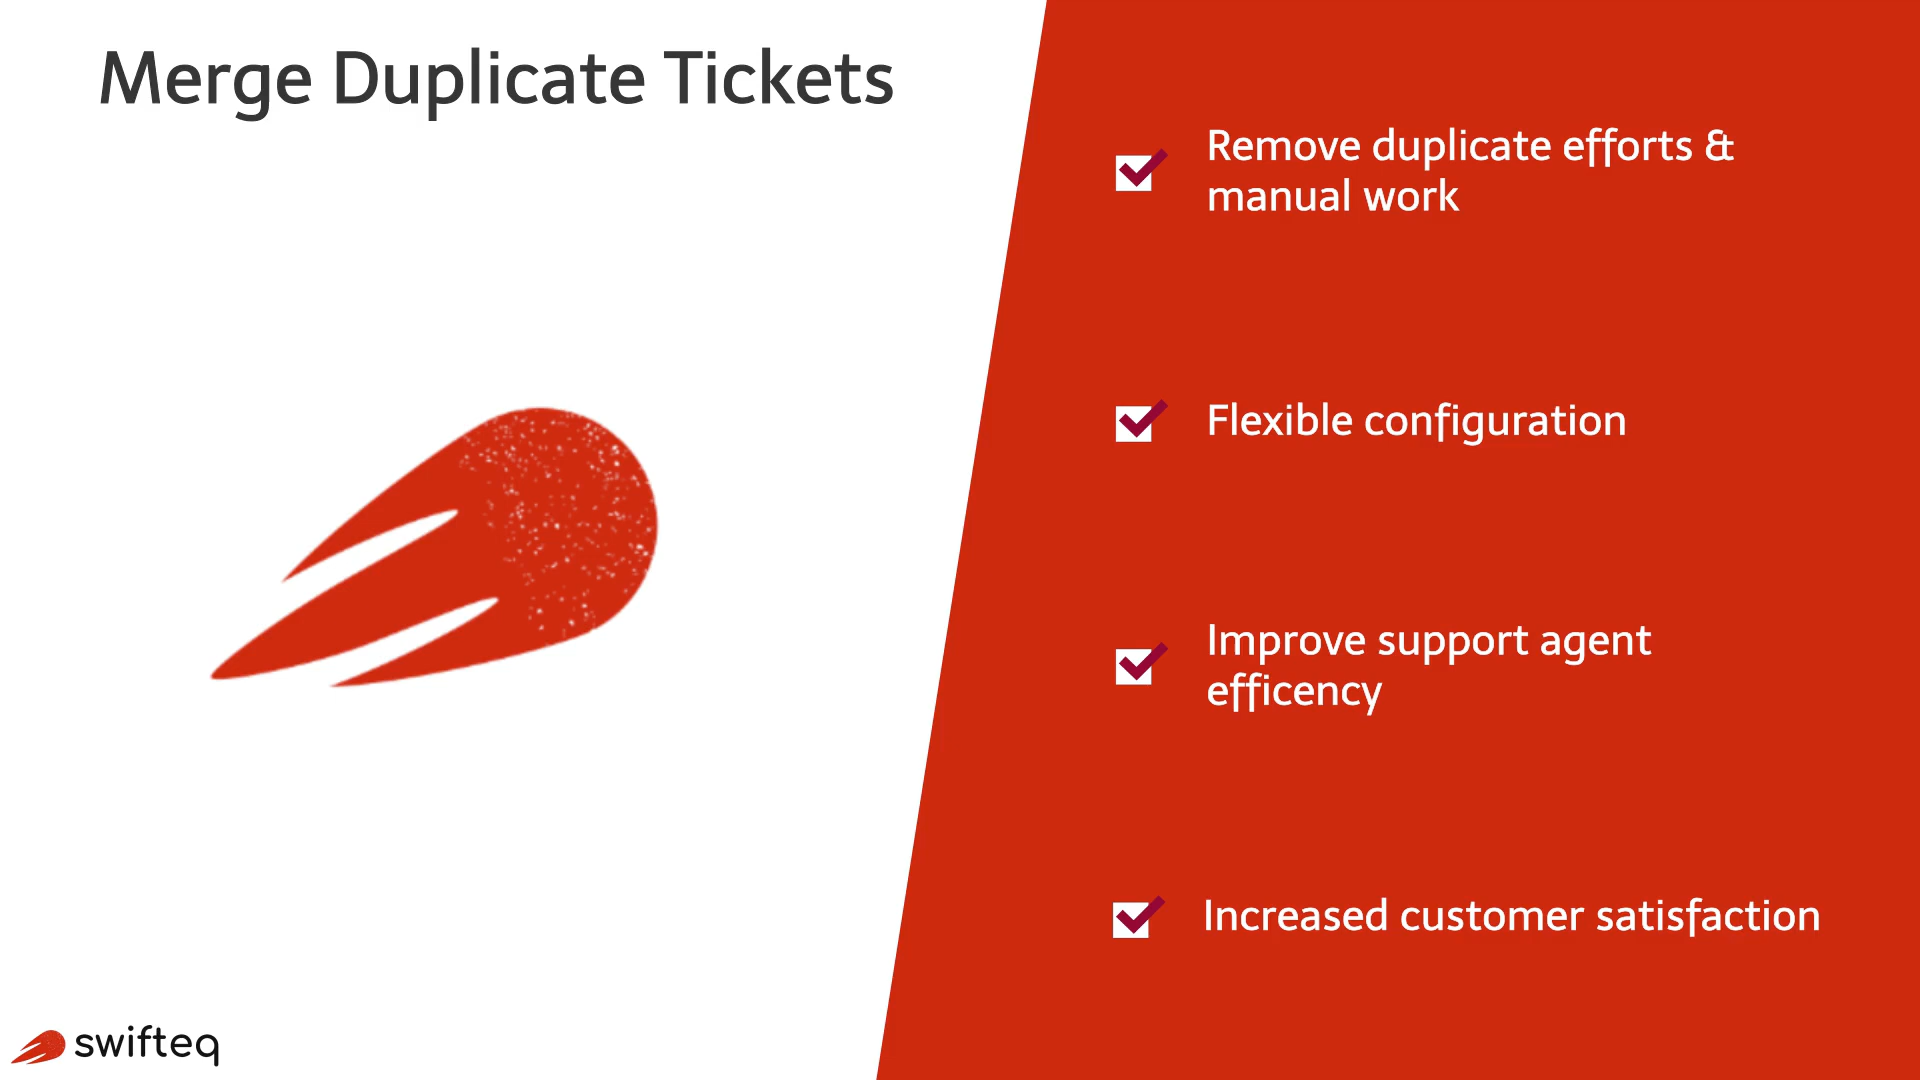 Merge Duplicate Tickets
Remove duplicate efforts &
manual work
Flexible configuration
Improve support agent
efficency
Increased customer satisfaction
swifteq